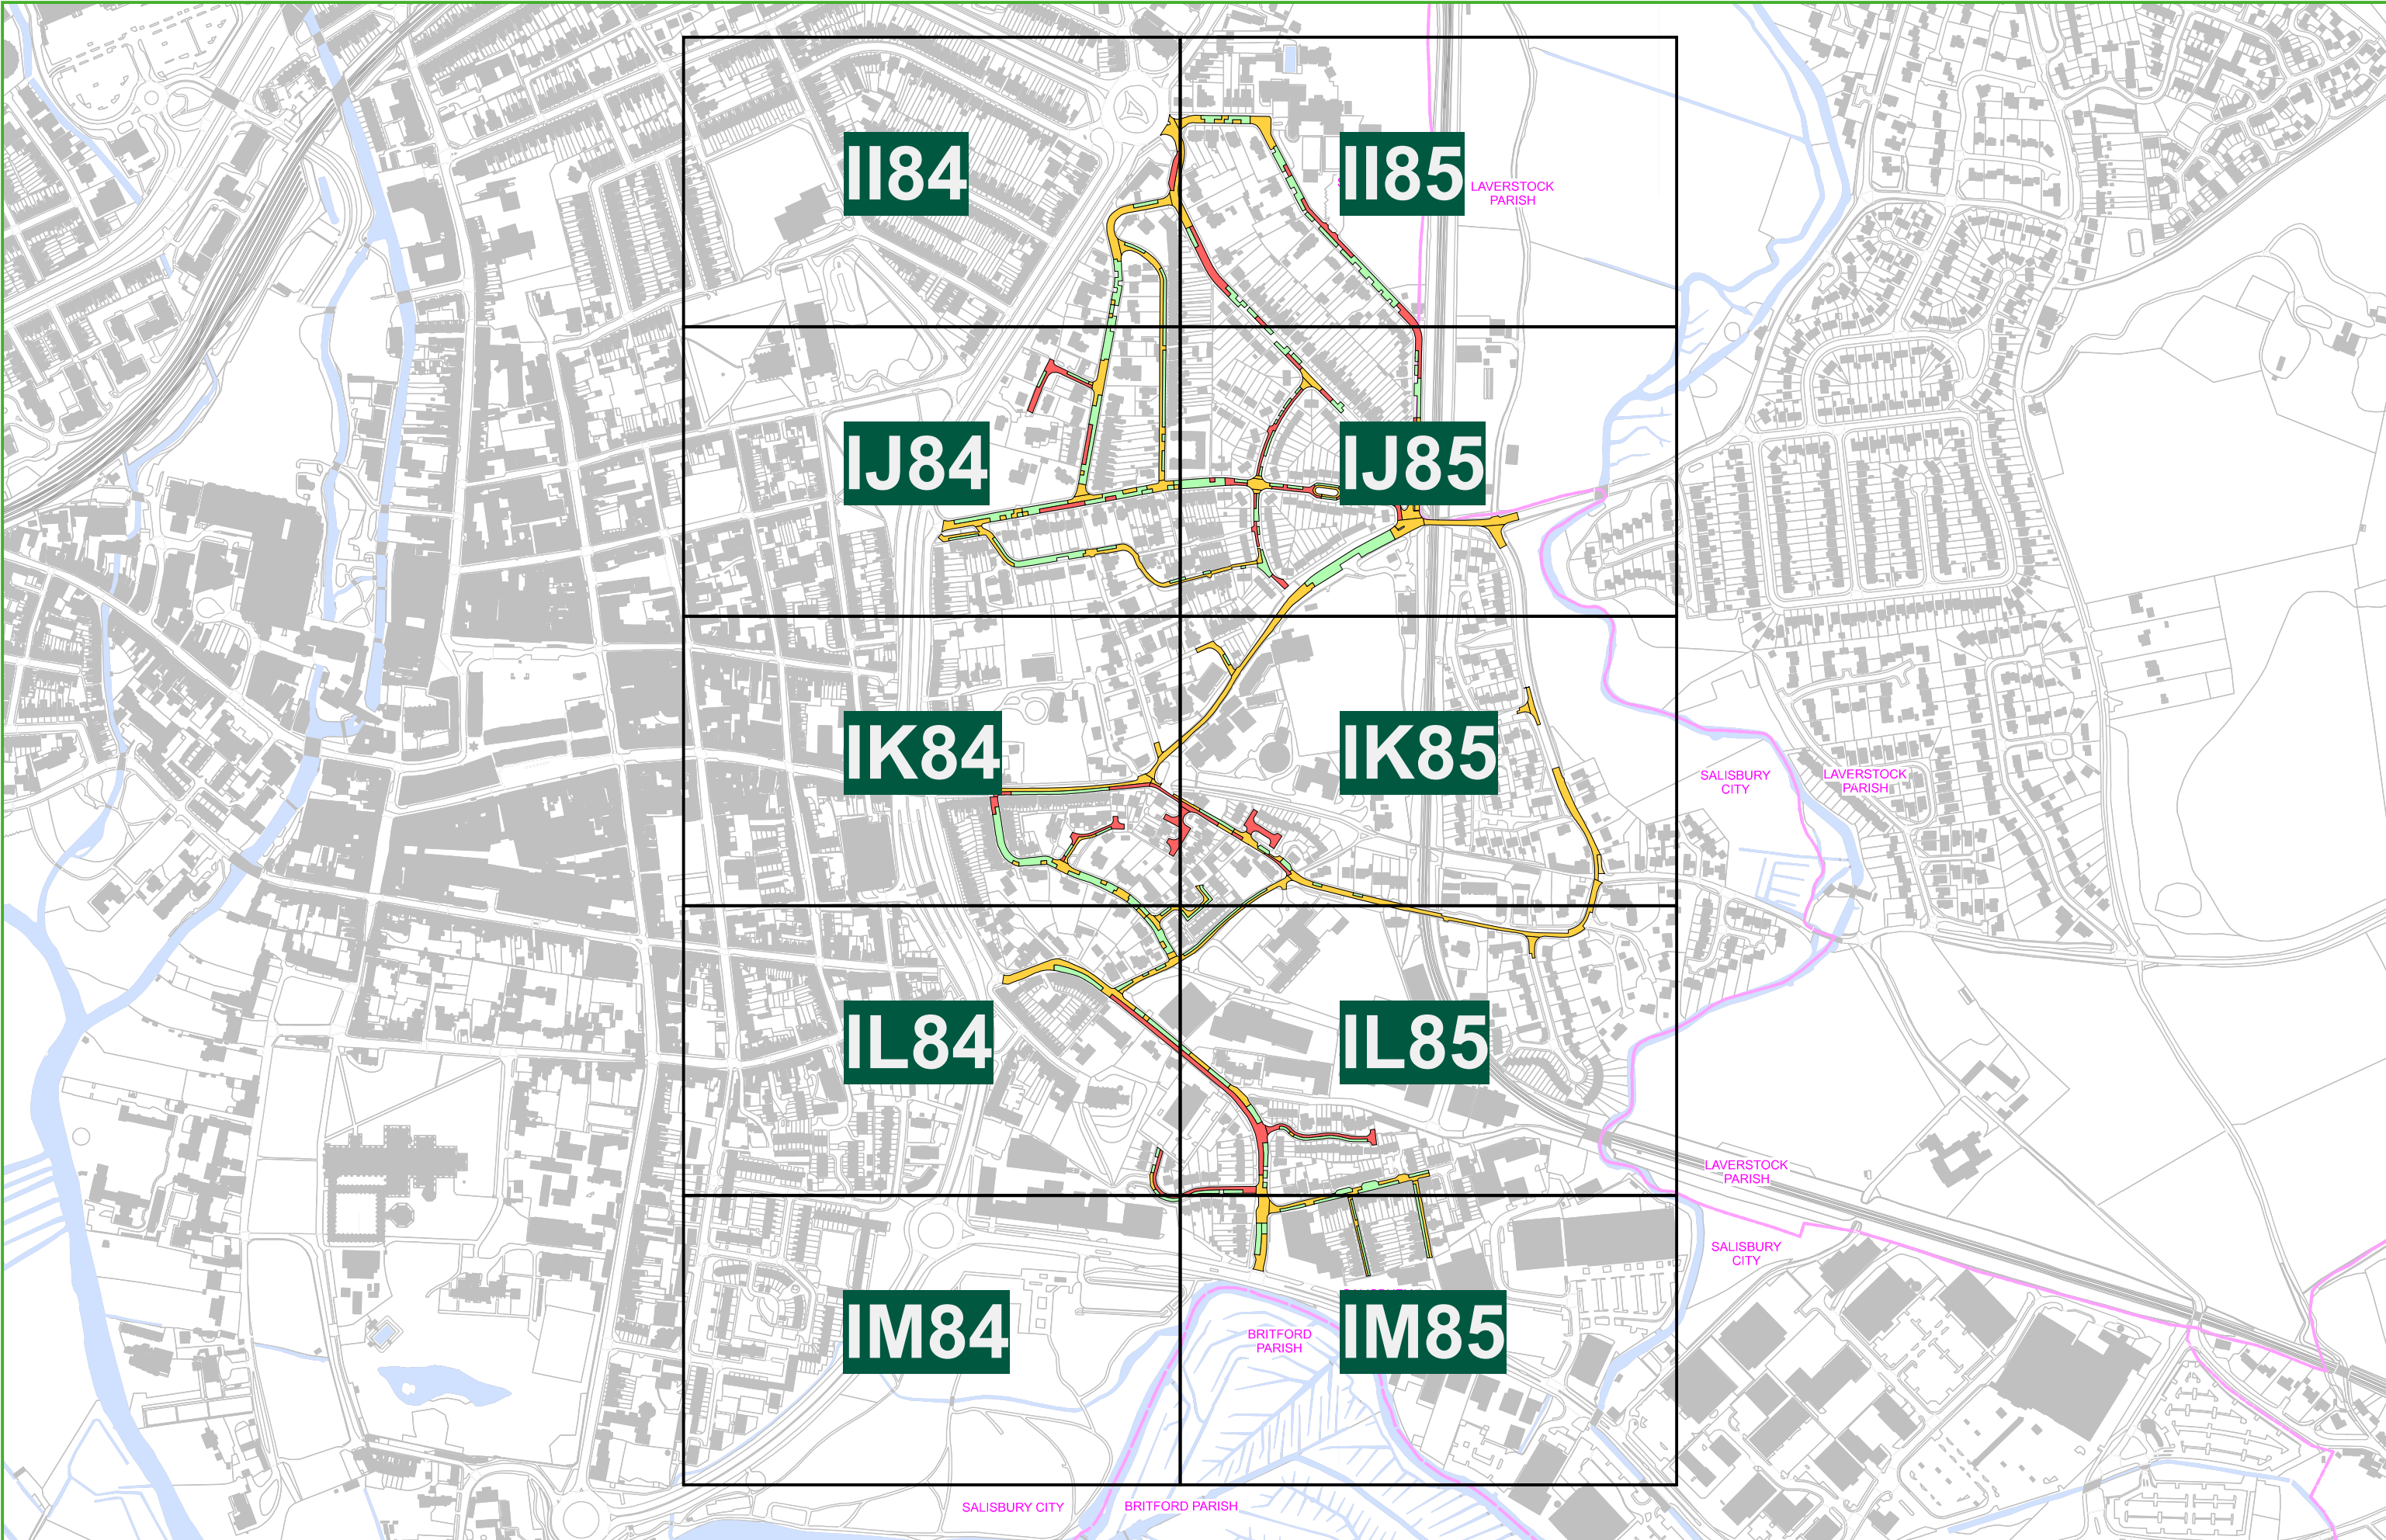 II84
II85
LAVERSTOCK
PARISH
IJ84
IJ85
IK84
IK85
SALISBURY
CITY
LAVERSTOCK
PARISH
IL84
IL85
LAVERSTOCK
PARISH
SALISBURY
CITY
IM84
IM85
BRITFORD
PARISH
SALISBURY CITY
BRITFORD PARISH